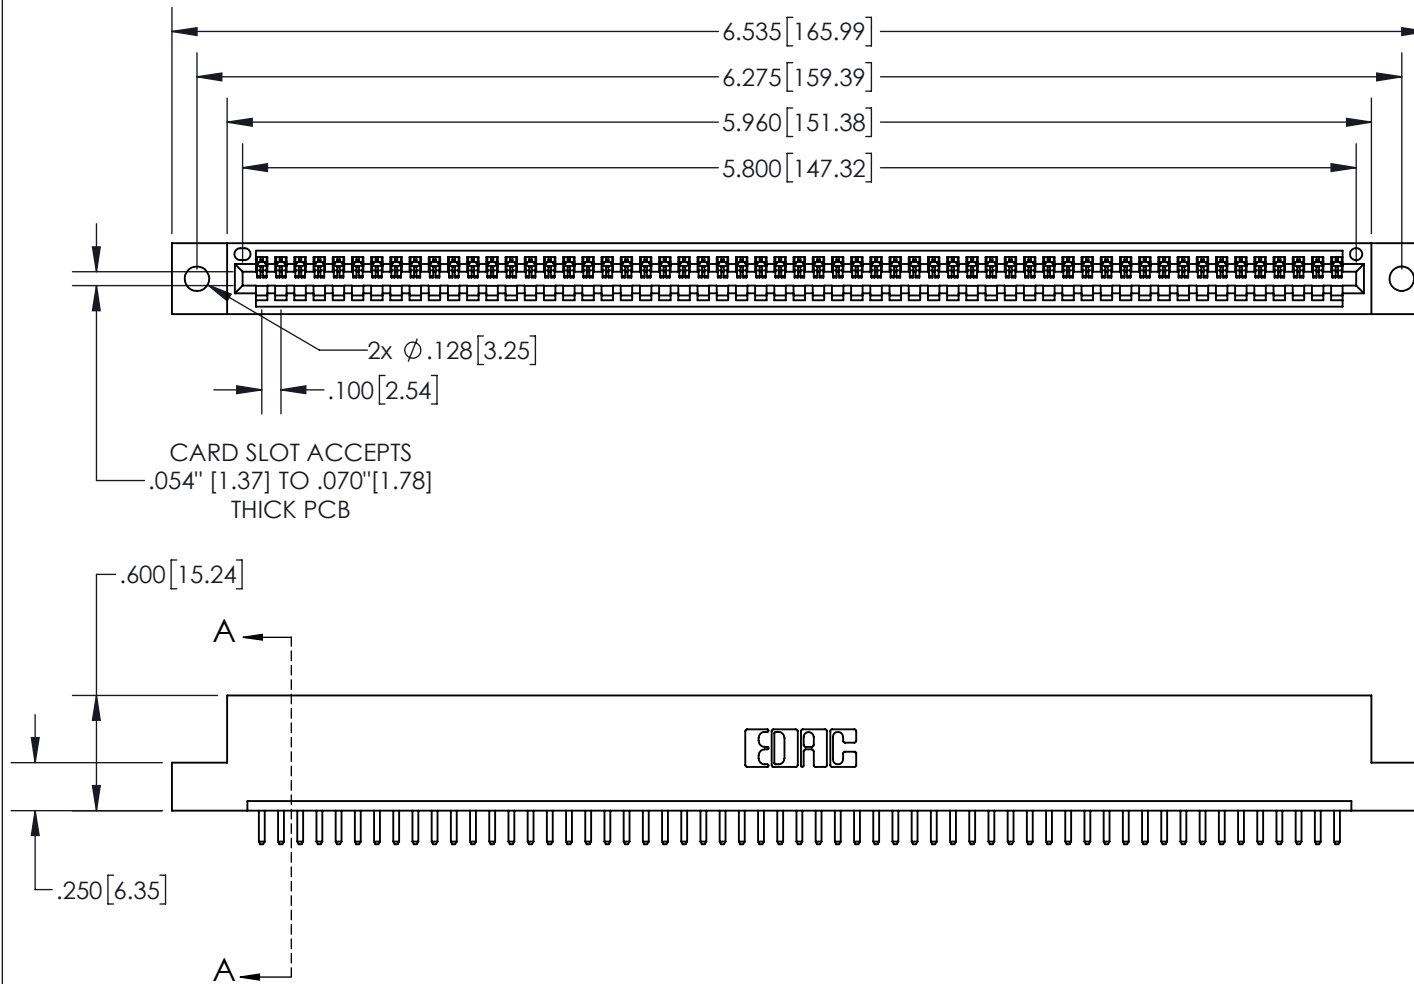 6.535[165.99]
6.275[159.39]
5.960[151.38]
5.800[147.32]
2x Ø.128[3.25]
.100[2.54]
CARD SLOT ACCEPTS
.054" [1.37] TO .070"[1.78]
THICK PCB
.600[15.24]
A
EDAC
.250[6.35]
A